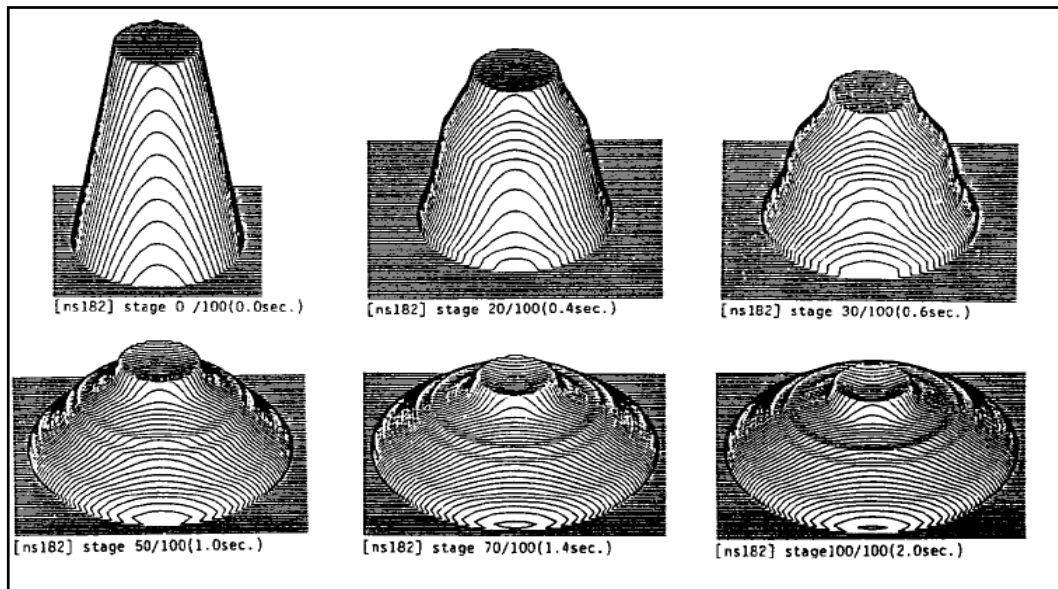 [ns182] stage 0 /100(0.0sec.)
[ns182] stage 20/100(0.4sec.)
[ns182] stage 30/100(0.6sec.)
[ns182] stage 50/100(1.0sec.)
[ns182] stage 70/100(1.4sec.)
[ns182] stage100/100(2.0sec.)